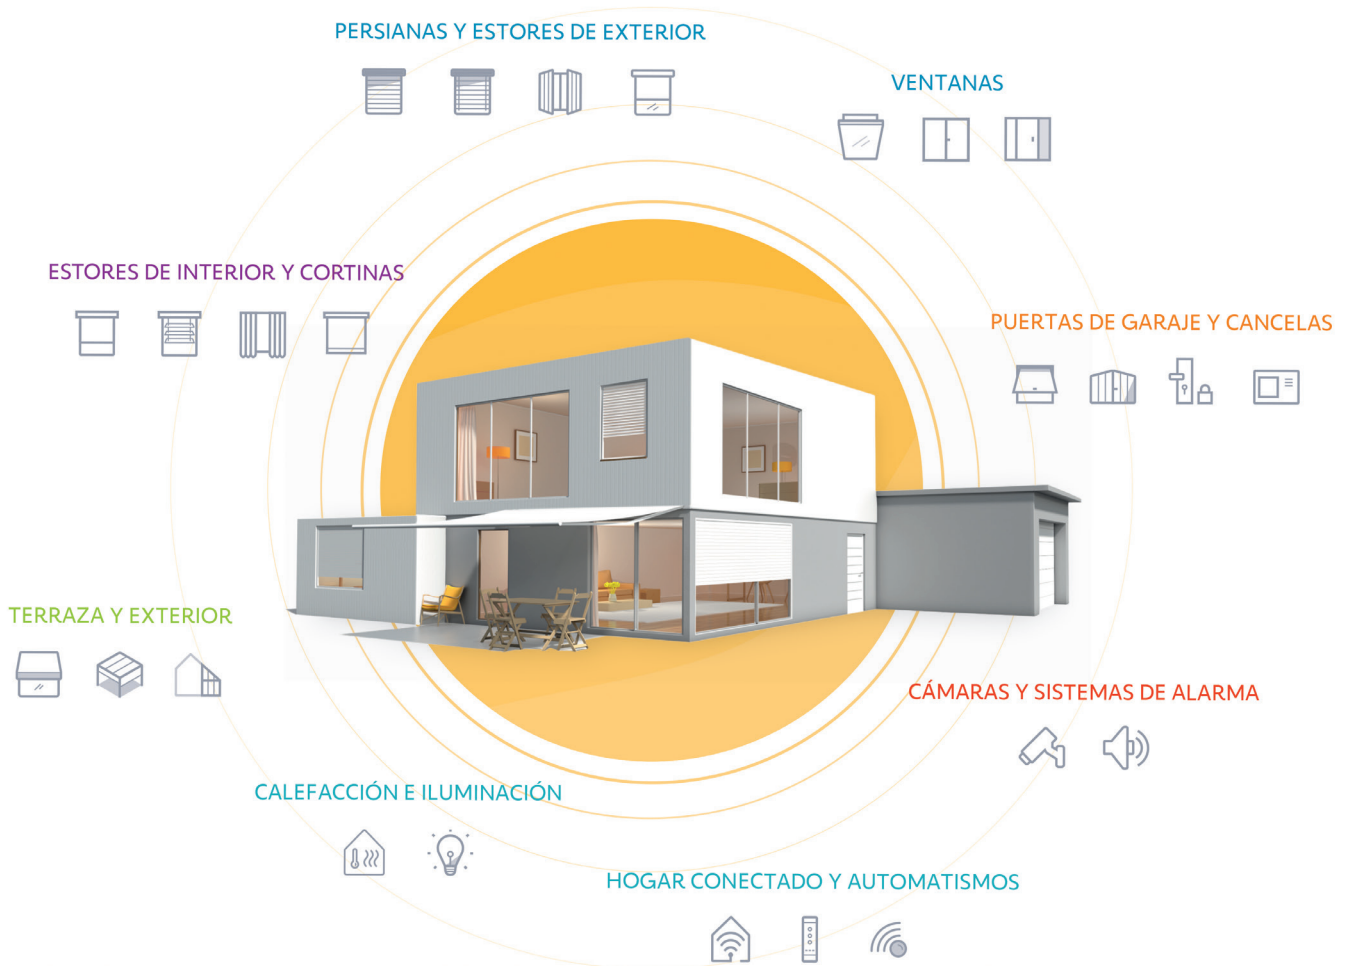 PERSIANAS Y ESTORES DE EXTERIOR
VENTANAS
ESTORES DE INTERIOR Y CORTINAS
PUERTAS DE GARAJE Y CANCELAS
TERRAZA Y EXTERIOR
CÁMARAS Y SISTEMAS DE ALARMA
CALEFACCIÓN E ILUMINACIÓN
HOGAR CONECTADO Y AUTOMATISMOS